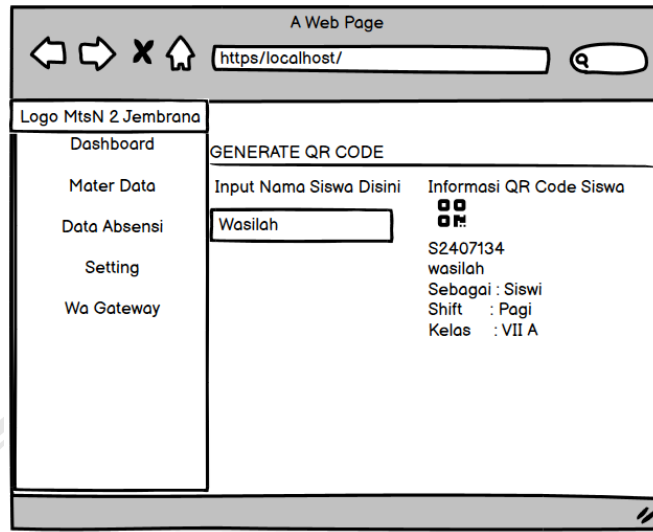 A Web Page
https/localhost/
Logo MtsN 2 Jembrana
Dashboard
Mater Data
Data Absensi
Setting
Wa Gateway
GENERATE QR CODE
Input Nama Siswa Disini
Wasilah
Informasi QR Code Siswa
S2407134
wasilah
Sebagai : Siswi
Shift : Pagi
Kelas : VII A